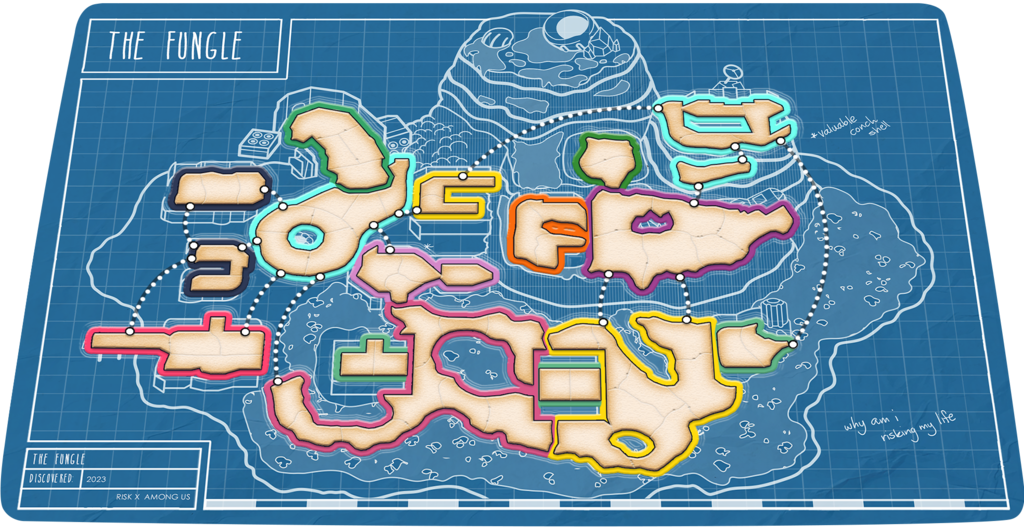 THE FUNGLE
*valuable
conch
shell
why am i
risking my life
THE FUNGLE
DISCOVERED: 2023
RISK X AMONG US